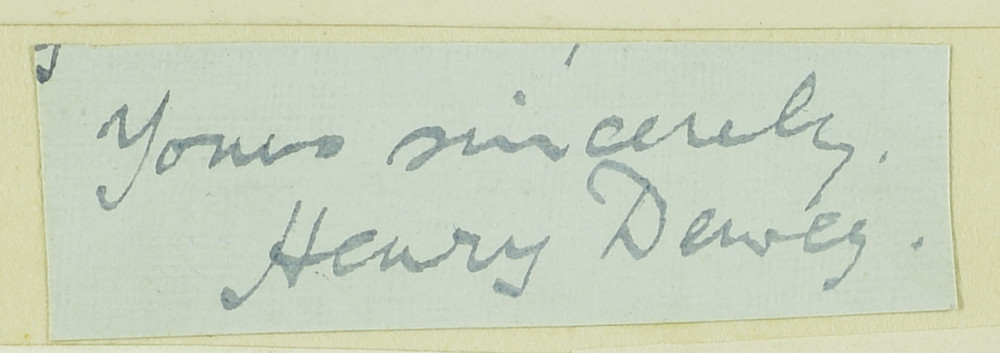 Yours sincerely,
Henry Dewey.